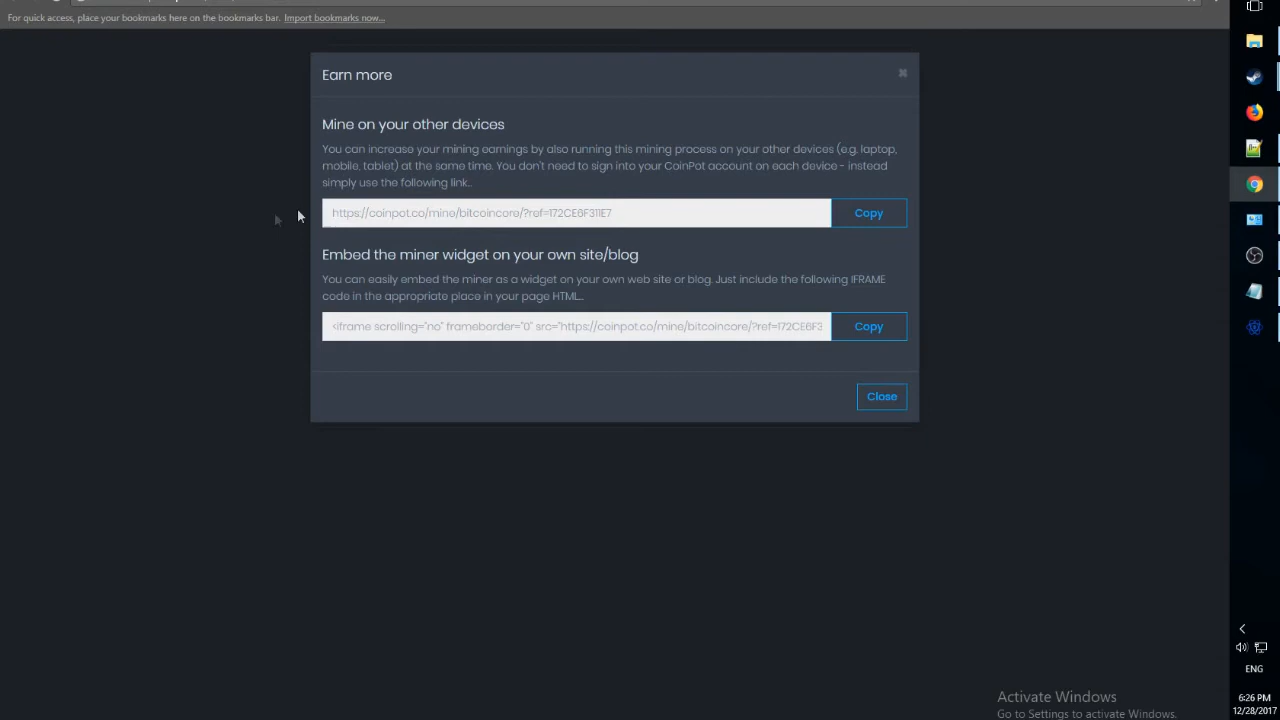 For quick access, place your bookmarks here on the bookmarks bar. Import bookmarks now...
Earn more
Mine on your other devices
You can increase your mining earnings by also running this mining process on your other devices (e.g, laptop,
mobile, tablet) at the same time. You don't need to sign into your CoinPot account on each device - instead
simply use the following link...
https://coinpot.co/mine/bitcoincore/?ref=172CE6F311E7
Copy
Embed the miner widget on your own site/blog
You can easily embed the miner as a widget on your own web site or blog. Just include the following IFRAME
code in the appropriate place in your page HTML...
<iframe scrolling="no" frameborder="0" src="https://coinpot.co/mine/bitcoincore/?ref=172CE6F3
Copy
Close
Activate Windows
Go to Settings to activate Windows.
ENG
6:26 PM
12/28/2017